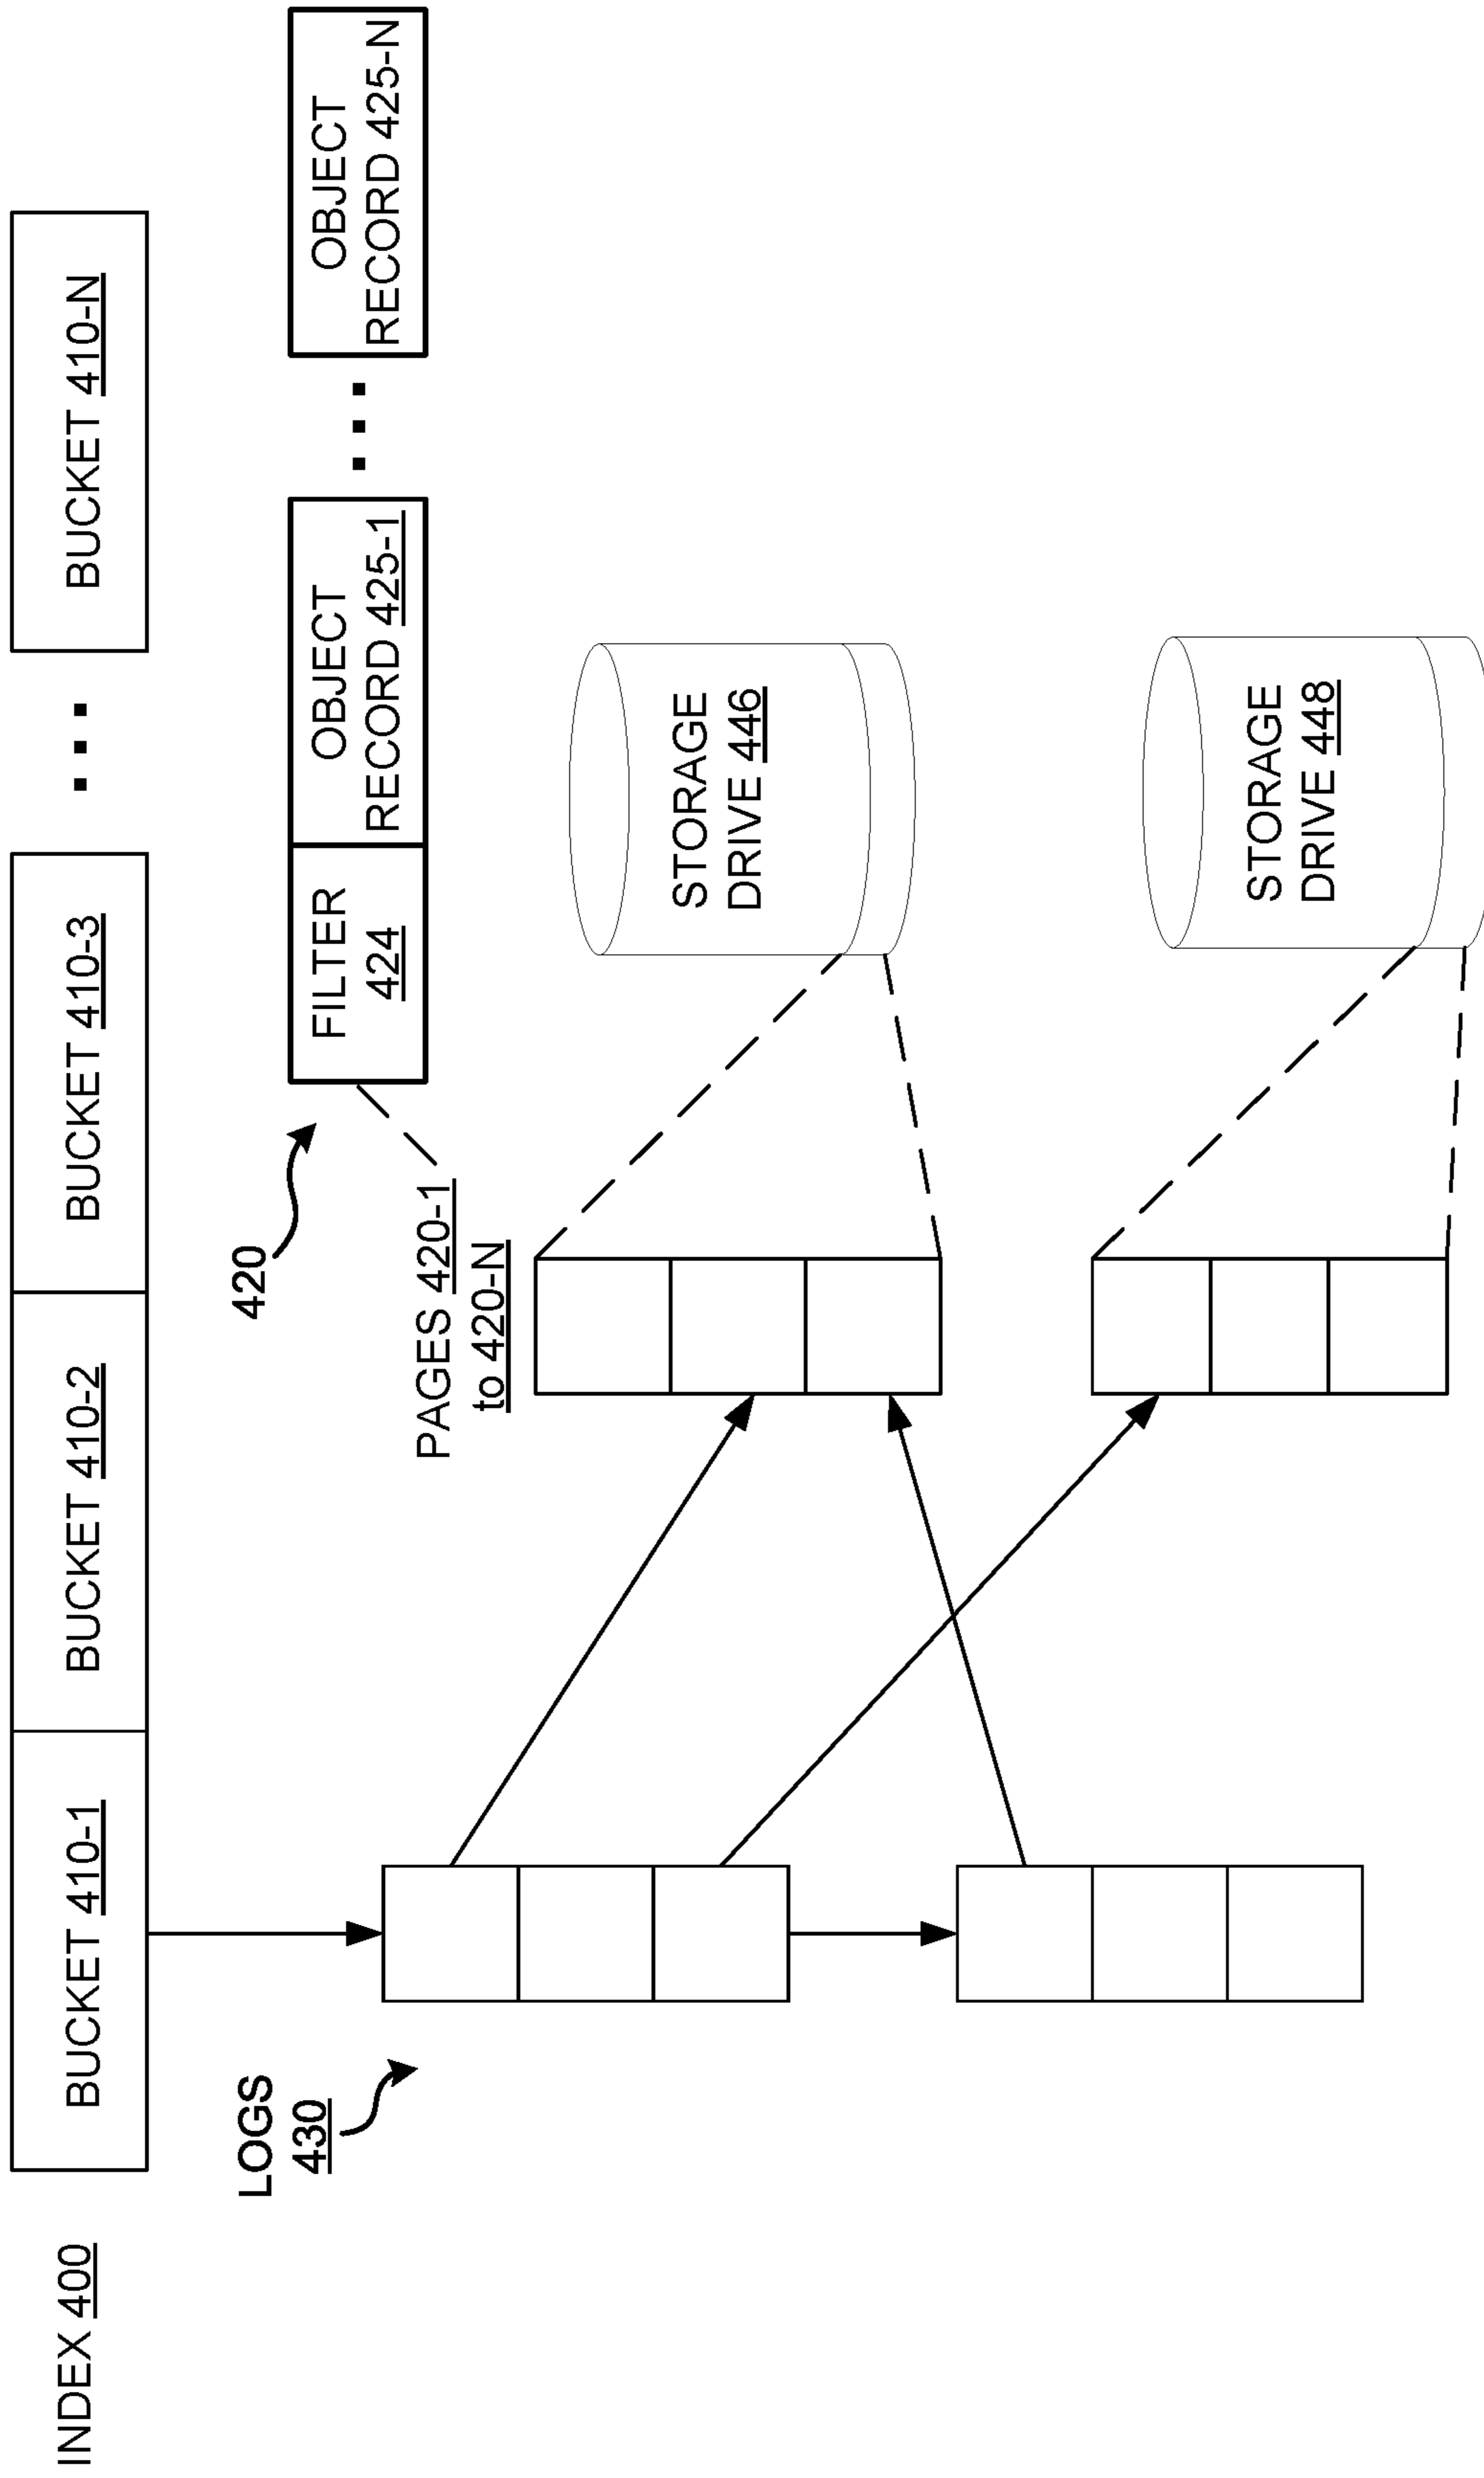 INDEX 400
BUCKET 410-1
BUCKET 410-2
BUCKET 410-3
BUCKET 410-N
LOGS
430
420
FILTER
424
OBJECT
RECORD 425-1
OBJECT
RECORD 425-N
PAGES 420-1
to 420-N
STORAGE
DRIVE 446
STORAGE
DRIVE 448